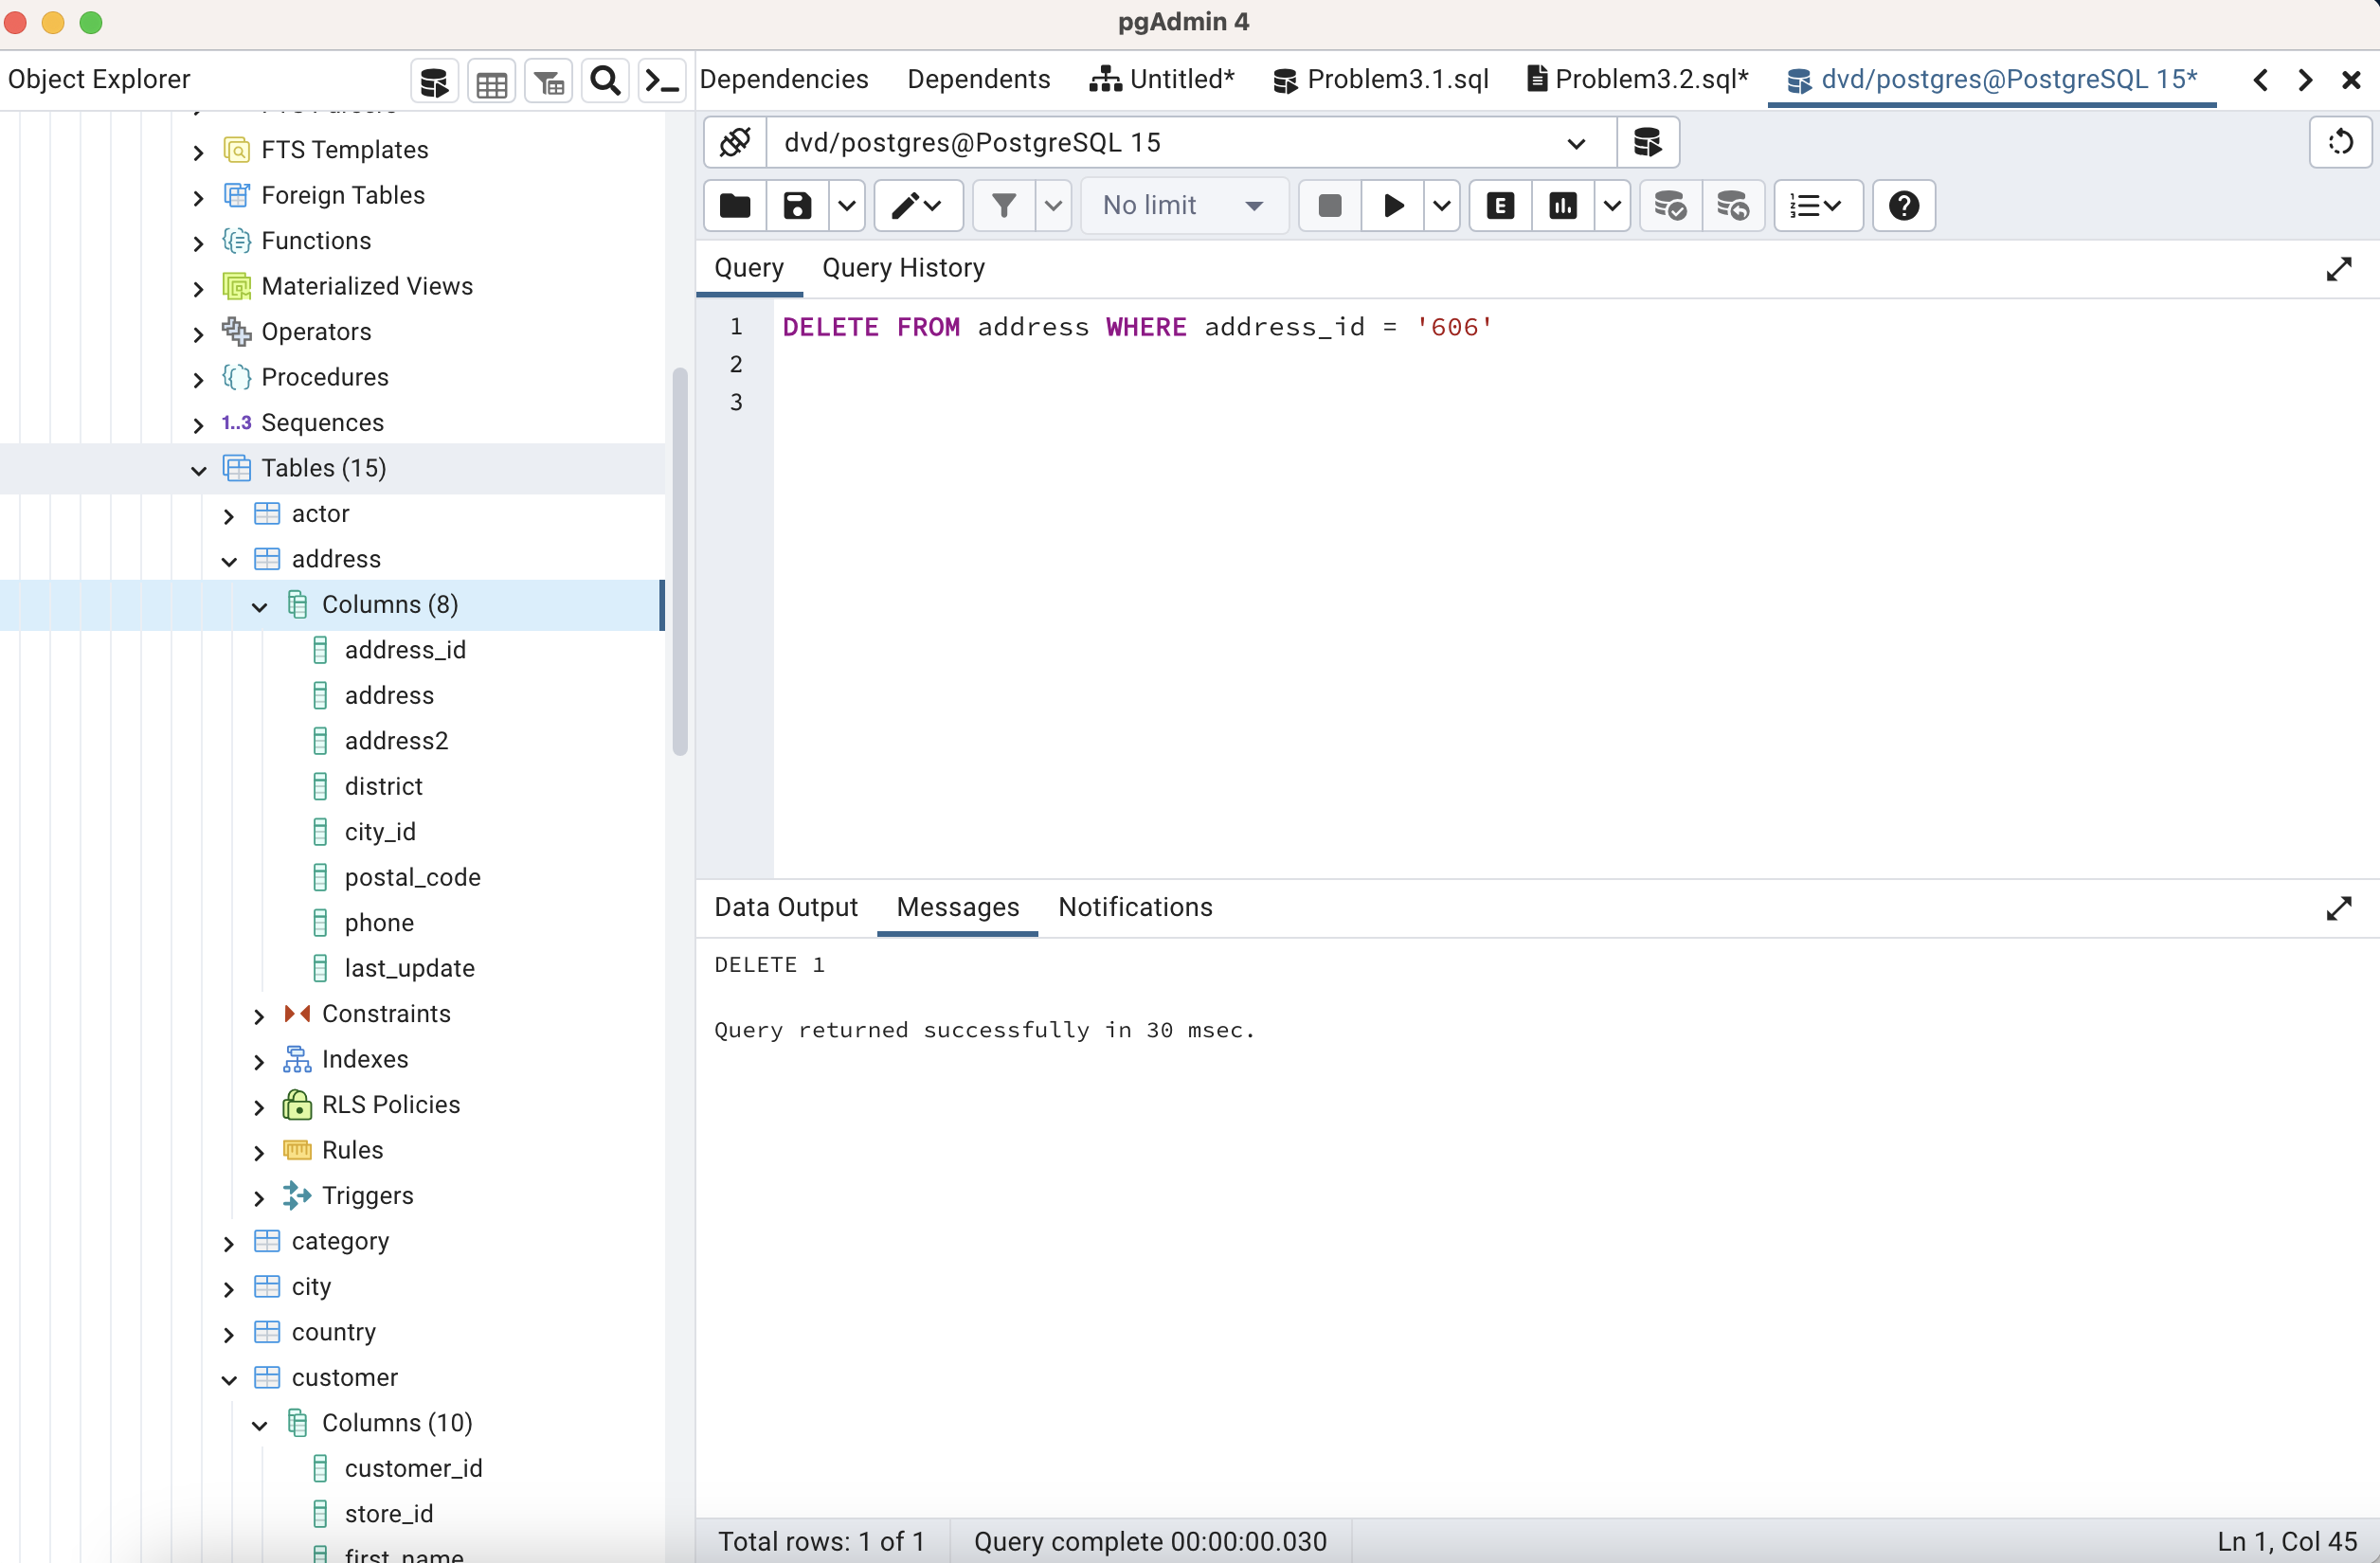 pgAdmin 4
Object Explorer
Dependencies Dependents Untitled* Problem3.1.sql Problem3.2.sql* dvd/postgres@PostgreSQL 15*
dvd/postgres@PostgreSQL 15
No limit
E
Query Query History
1 DELETE FROM address WHERE address_id = '606'
2
3
FTS Templates
Foreign Tables
Functions
Materialized Views
Operators
Procedures
1..3 Sequences
Tables (15)
actor
address
Columns (8)
address_id
address
address2
district
city_id
postal_code
phone
last_update
Constraints
Indexes
RLS Policies
Rules
Triggers
category
city
country
customer
Columns (10)
customer_id
store_id
first_name
Data Output Messages Notifications
DELETE 1
Query returned successfully in 30 msec.
Total rows: 1 of 1 Query complete 00:00:00.030 Ln 1, Col 45